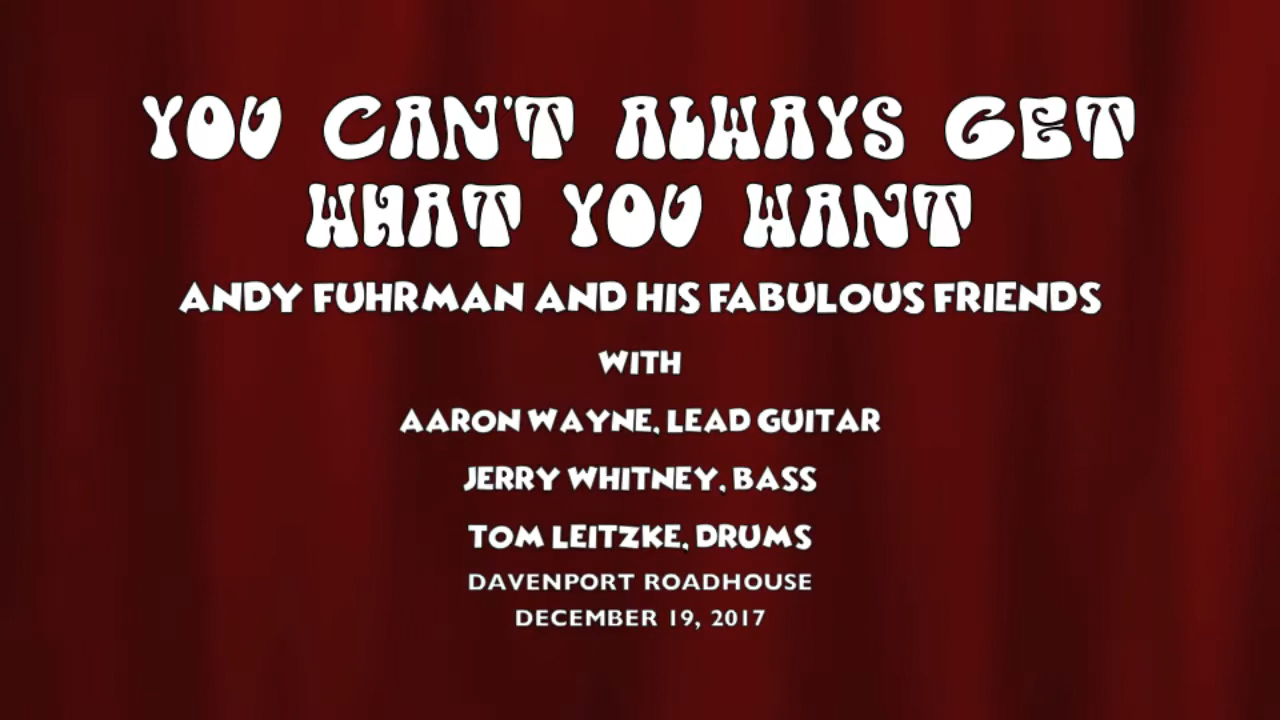 YOU CAN'T ALWAYS GET
WHAT YOU WANT
ANDY FUHRMAN AND HIS FABULOUS FRIENDS
WITH
AARON WAYNE, LEAD GUITAR
JERRY WHITNEY, BASS
TOM LEITZKE, DRUMS
DAVENPORT ROADHOUSE
DECEMBER 19, 2017